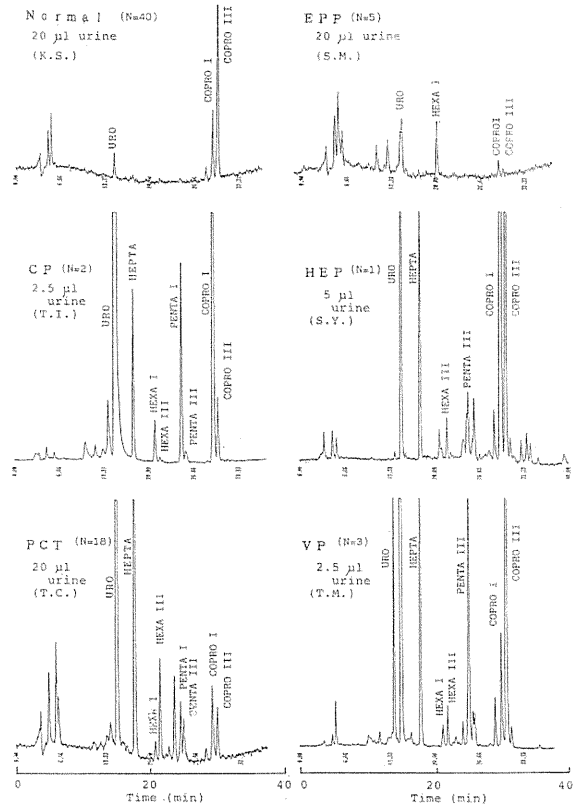 Normal (N=40)
20 µl urine
(K.S.)
URO
COPRO I
COPRO III
EPP (N=5)
20 µl urine
(S.M.)
URO
HEXA I
COPROI
COPRO III
CP (N=2)
2.5 µl
urine
(T.I.)
URO
HEPTA
HEXA I
HEXA III
PENTA I
PENTA III
COPRO I
COPRO III
HEP (N=1)
5 µl
urine
(S.Y.)
URO
HEPTA
HEXA III
PENTA III
COPRO I
COPRO III
PCT (N=18)
20 µl
urine
(T.C.)
URO
HEPTA
HEXA I
HEXA III
PENTA I
PENTA III
COPRO I
COPRO III
0
20
40
Time (min)
VP (N=3)
2.5 µl
urine
(T.M.)
URO
HEPTA
HEXA I
HEXA III
PENTA III
COPRO I
COPRO III
0
20
40
Time (min)